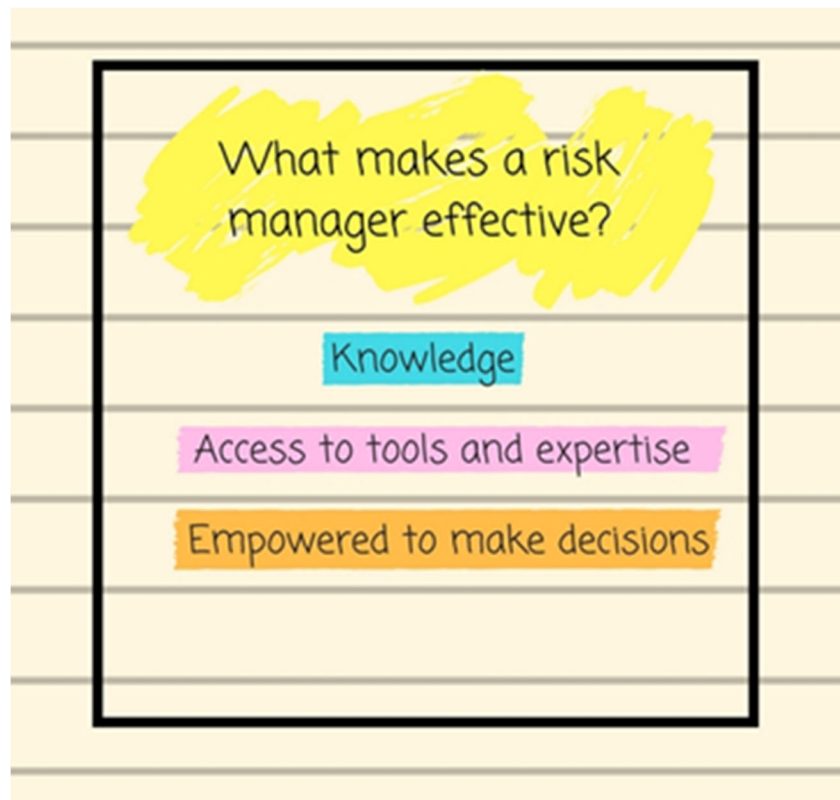 What makes a risk
manager effective?
Knowledge
Access to tools and expertise
Empowered to make decisions